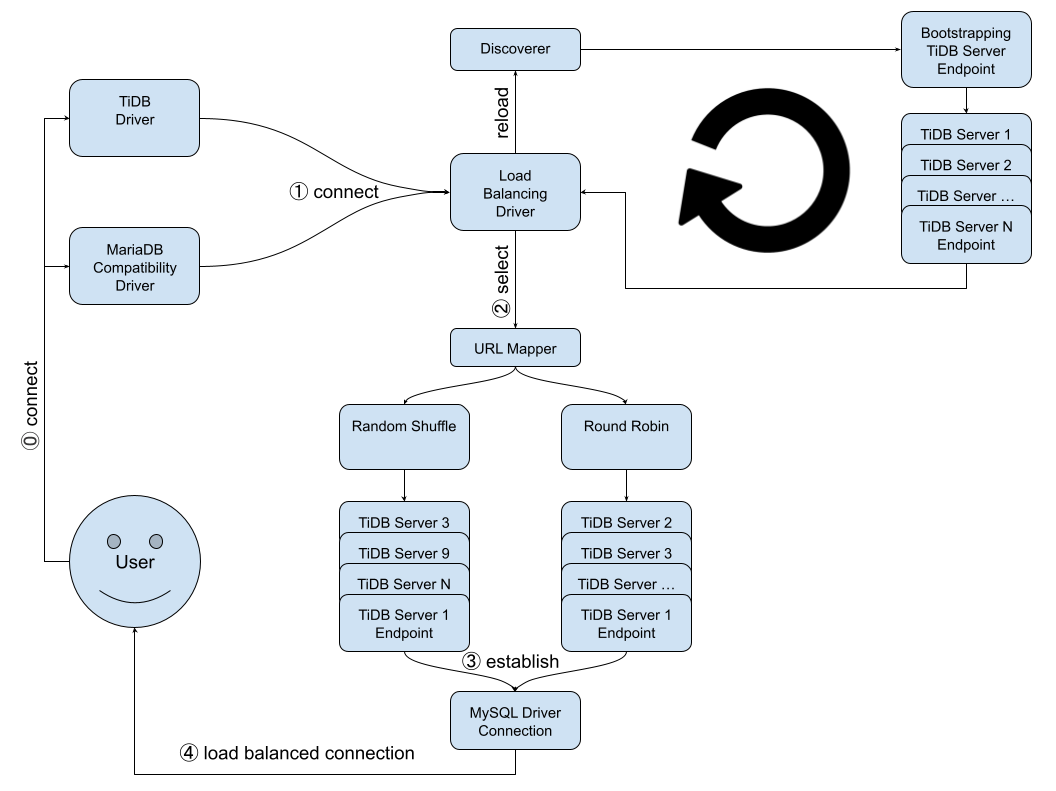 Discoverer
Bootstrapping
TiDB Server
Endpoint
TiDB
Driver
reload
TiDB Server 1
TiDB Server 2
TiDB Server …
TiDB Server N
Endpoint
① connect
Load
Balancing
Driver
MariaDB
Compatibility
Driver
② select
URL Mapper
⓪ connect
Random Shuffle
Round Robin
TiDB Server 3
TiDB Server 9
TiDB Server N
TiDB Server 1
Endpoint
TiDB Server 2
TiDB Server 3
TiDB Server …
TiDB Server 1
Endpoint
User
③ establish
MySQL Driver
Connection
④ load balanced connection